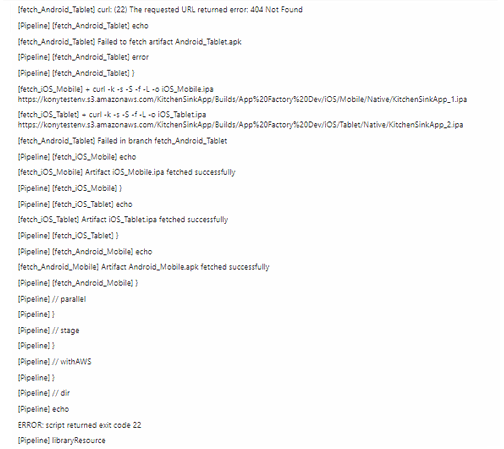 [fetch_Android_Tablet] curl: (22) The requested URL returned error: 404 Not Found
[Pipeline] [fetch_Android_Tablet] echo
[fetch_Android_Tablet] Failed to fetch artifact Android_Tablet.apk
[Pipeline] [fetch_Android_Tablet] error
[Pipeline] [fetch_Android_Tablet] }
[fetch_iOS_Mobile] + curl -k -s -S -f -L -o iOS_Mobile.ipa
https://konytestenv.s3.amazonaws.com/KitchenSinkApp/Builds/App%20Factory%20Dev/iOS/Mobile/Native/KitchenSinkApp_1.ipa
[fetch_iOS_Tablet] + curl -k -s -S -f -L -o iOS_Tablet.ipa
https://konytestenv.s3.amazonaws.com/KitchenSinkApp/Builds/App%20Factory%20Dev/iOS/Tablet/Native/KitchenSinkApp_2.ipa
[fetch_Android_Tablet] Failed in branch fetch_Android_Tablet
[Pipeline] [fetch_iOS_Mobile] echo
[fetch_iOS_Mobile] Artifact iOS_Mobile.ipa fetched successfully
[Pipeline] [fetch_iOS_Mobile] }
[Pipeline] [fetch_iOS_Tablet] echo
[fetch_iOS_Tablet] Artifact iOS_Tablet.ipa fetched successfully
[Pipeline] [fetch_iOS_Tablet] }
[Pipeline] [fetch_Android_Mobile] echo
[fetch_Android_Mobile] Artifact Android_Mobile.apk fetched successfully
[Pipeline] [fetch_Android_Mobile] }
[Pipeline] // parallel
[Pipeline] }
[Pipeline] // stage
[Pipeline] }
[Pipeline] // withAWS
[Pipeline] }
[Pipeline] // dir
[Pipeline] echo
ERROR: script returned exit code 22
[Pipeline] libraryResource